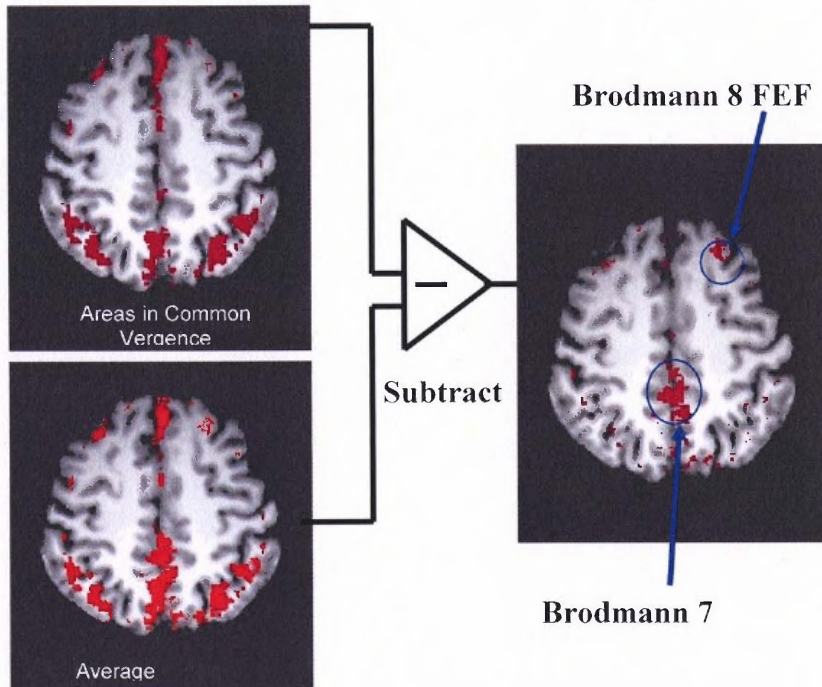 Brodmann 8 FEF
Areas in Common
Vergence
Subtract
Brodmann 7
Average